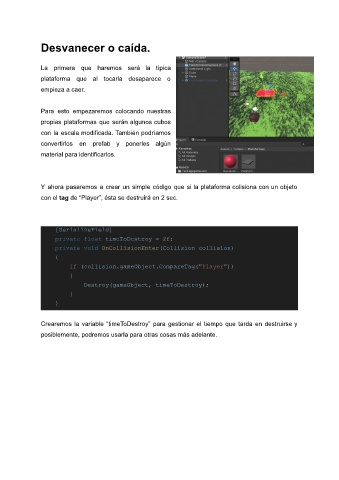 Desvanecer o caída.
La primera que haremos será la típica
plataforma que al tocarla desaparece o
empieza a caer.
Para esto empezaremos colocando nuestras
propias plataformas que serán algunos cubos
con la escala modificada. También podríamos
convertirlos en prefab y ponerles algún
material para identificarlos.
Y ahora pasaremos a crear un simple código que si la plataforma colisiona con un objeto
con el tag de "Player", ésta se destruirá en 2 sec.
[SerializeField]
private float timeToDestroy = 2f;
private void OnCollisionEnter(Collision collision)
{
if (collision.gameObject.CompareTag("Player"))
{
Destroy(gameObject, timeToDestroy);
}
}
Crearemos la variable "timeToDestroy" para gestionar el tiempo que tarda en destruirse y
posiblemente, podremos usarla para otras cosas más adelante.